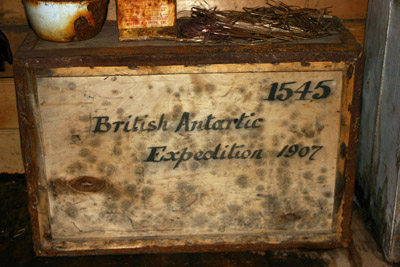 1545
British Antartic
Expedition 1907